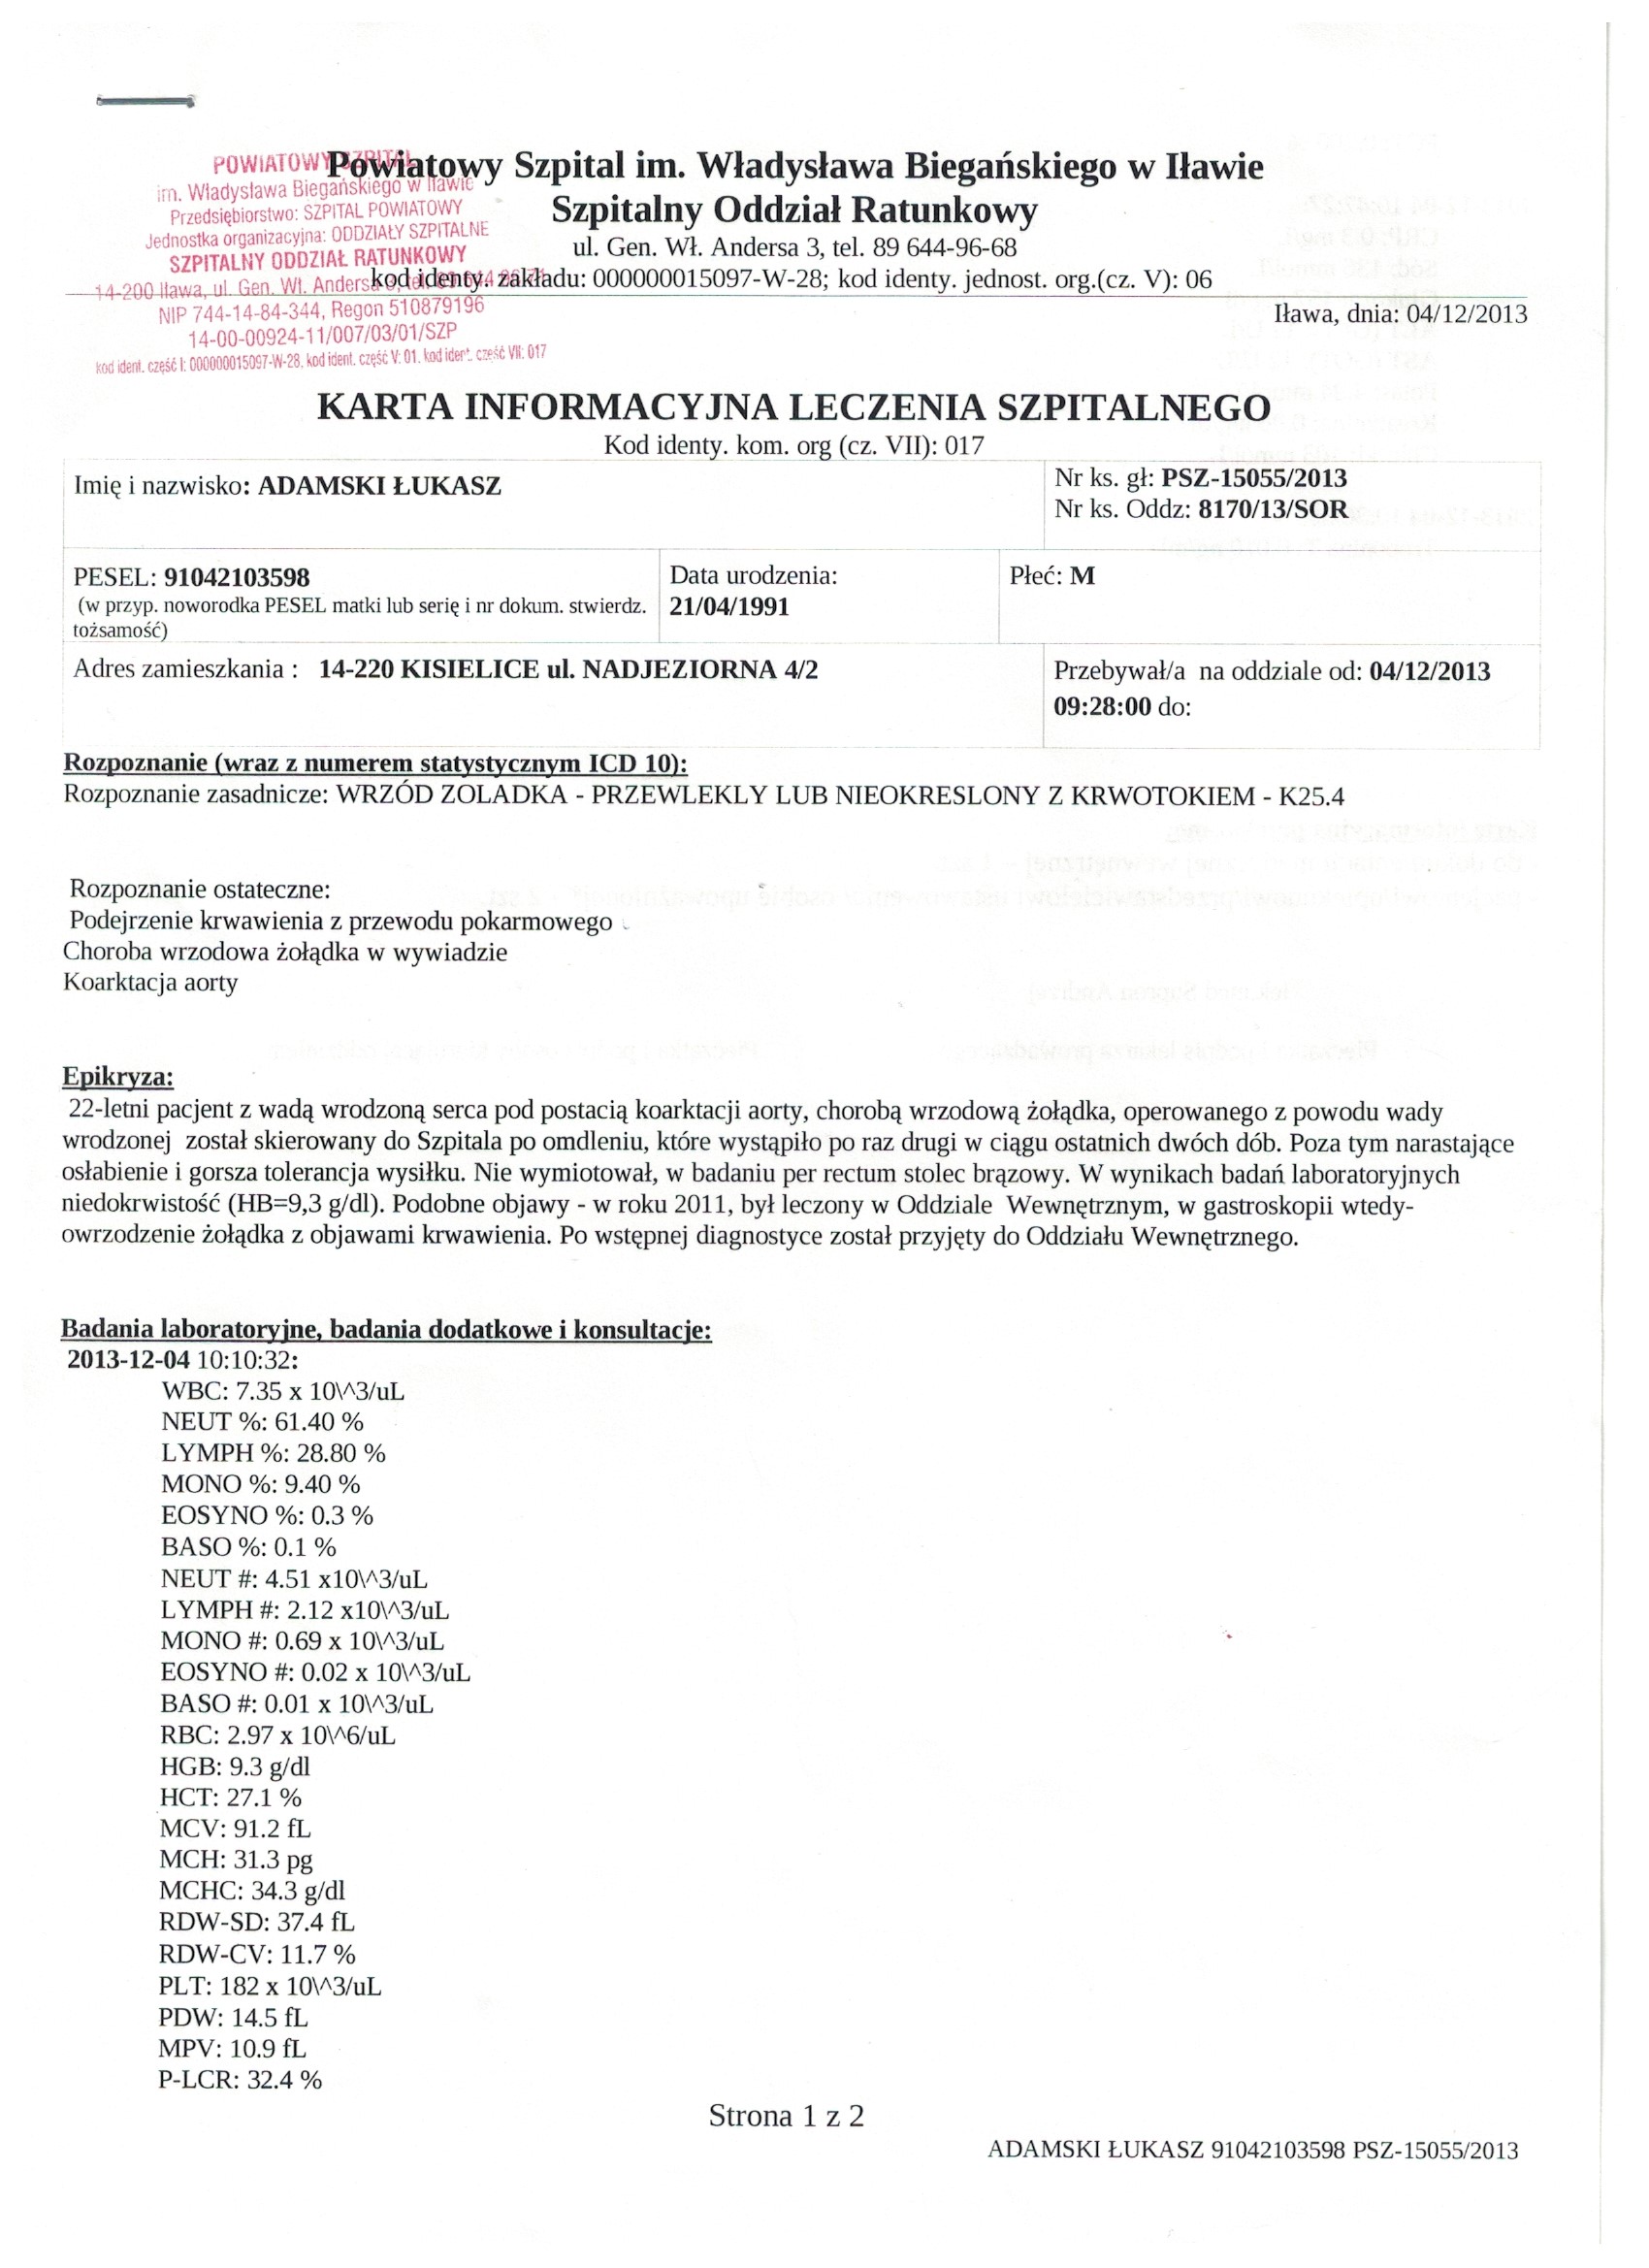 POWIATOWY SZPITAL
im. Władysława Biegańskiego w Iławie
Przedsiębiorstwo: SZPITAL POWIATOWY
Jednostka organizacyjna: ODDZIAŁY SZPITALNE
SZPITALNY ODDZIAŁ RATUNKOWY
14-200 Iława, ul. Gen. Wł. Andersa 3, tel.
NIP 744-14-84-344, Regon 510879196
14-00-00924-11/007/03/01/SZP
kod ident. część I: 000000015097-W-28, kod ident. część V: 01, kod ident. część VII: 017
Powiatowy Szpital im. Władysława Biegańskiego w Iławie
Szpitalny Oddział Ratunkowy
ul. Gen. Wł. Andersa 3, tel. 89 644-96-68
kod identy. zakładu: 000000015097-W-28; kod identy. jednost. org.(cz. V): 06
Iława, dnia: 04/12/2013
KARTA INFORMACYJNA LECZENIA SZPITALNEGO
Kod identy. kom. org (cz. VII): 017
Imię i nazwisko: ADAMSKI ŁUKASZ
Nr ks. gł: PSZ-15055/2013
Nr ks. Oddz: 8170/13/SOR
PESEL: 91042103598
(w przyp. noworodka PESEL matki lub serię i nr dokum. stwierdz.
tożsamość)
Data urodzenia:
21/04/1991
Płeć: M
Adres zamieszkania : 14-220 KISIELICE ul. NADJEZIORNA 4/2
Przebywał/a na oddziale od: 04/12/2013
09:28:00 do:
Rozpoznanie (wraz z numerem statystycznym ICD 10):
Rozpoznanie zasadnicze: WRZÓD ZOLADKA - PRZEWLEKLY LUB NIEOKRESLONY Z KRWOTOKIEM - K25.4
Rozpoznanie ostateczne:
Podejrzenie krwawienia z przewodu pokarmowego
Choroba wrzodowa żołądka w wywiadzie
Koarktacja aorty
Epikryza:
22-letni pacjent z wadą wrodzoną serca pod postacią koarktacji aorty, chorobą wrzodową żołądka, operowanego z powodu wady
wrodzonej został skierowany do Szpitala po omdleniu, które wystąpiło po raz drugi w ciągu ostatnich dwóch dób. Poza tym narastające
osłabienie i gorsza tolerancja wysiłku. Nie wymiotował, w badaniu per rectum stolec brązowy. W wynikach badań laboratoryjnych
niedokrwistość (HB=9,3 g/dl). Podobne objawy - w roku 2011, był leczony w Oddziale Wewnętrznym, w gastroskopii wtedy-
owrzodzenie żołądka z objawami krwawienia. Po wstępnej diagnostyce został przyjęty do Oddziału Wewnętrznego.
Badania laboratoryjne, badania dodatkowe i konsultacje:
2013-12-04 10:10:32:
WBC: 7.35 x 10\^3/uL
NEUT %: 61.40 %
LYMPH %: 28.80 %
MONO %: 9.40 %
EOSYNO %: 0.3 %
BASO %: 0.1 %
NEUT #: 4.51 x10\^3/uL
LYMPH #: 2.12 x10\^3/uL
MONO #: 0.69 x 10\^3/uL
EOSYNO #: 0.02 x 10\^3/uL
BASO #: 0.01 x 10\^3/uL
RBC: 2.97 x 10\^6/uL
HGB: 9.3 g/dl
HCT: 27.1 %
MCV: 91.2 fL
MCH: 31.3 pg
MCHC: 34.3 g/dl
RDW-SD: 37.4 fL
RDW-CV: 11.7 %
PLT: 182 x 10\^3/uL
PDW: 14.5 fL
MPV: 10.9 fL
P-LCR: 32.4 %
Strona 1 z 2
ADAMSKI ŁUKASZ 91042103598 PSZ-15055/2013